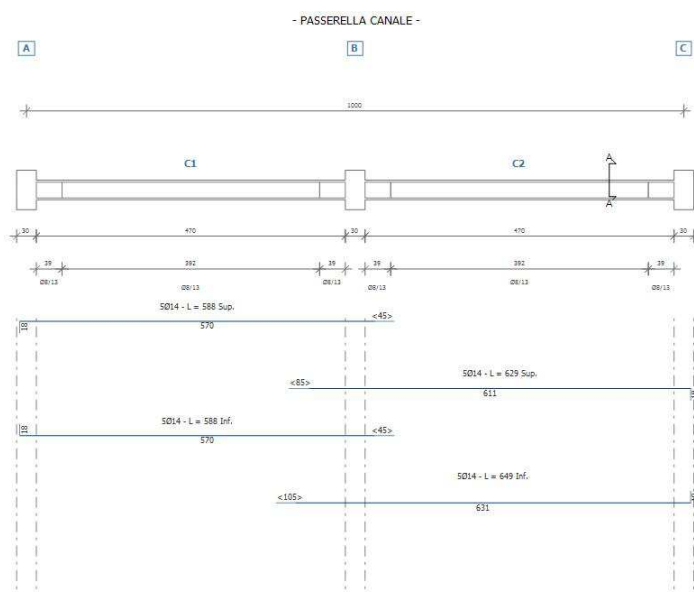 - PASSERELLA CANALE -
A B C
1000
C1 C2
A
A
30 470 30 470 30
39 392 39 39 392 39
Ø8/13 Ø8/13 Ø8/13 Ø8/13 Ø8/13 Ø8/13
5Ø14 - L = 588 Sup.
18 570 <45>
5Ø14 - L = 629 Sup.
<85> 611
5Ø14 - L = 588 Inf.
18 570 <45>
5Ø14 - L = 649 Inf.
<105> 631